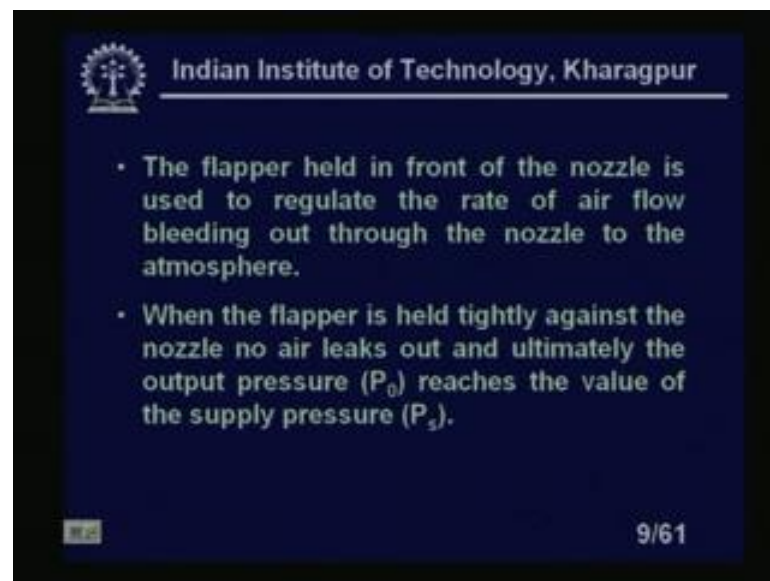 Indian Institute of Technology, Kharagpur
• The flapper held in front of the nozzle is
used to regulate the rate of air flow
bleeding out through the nozzle to the
atmosphere.
• When the flapper is held tightly against the
nozzle no air leaks out and ultimately the
output pressure (P₀) reaches the value of
the supply pressure (Pₛ).
9/61